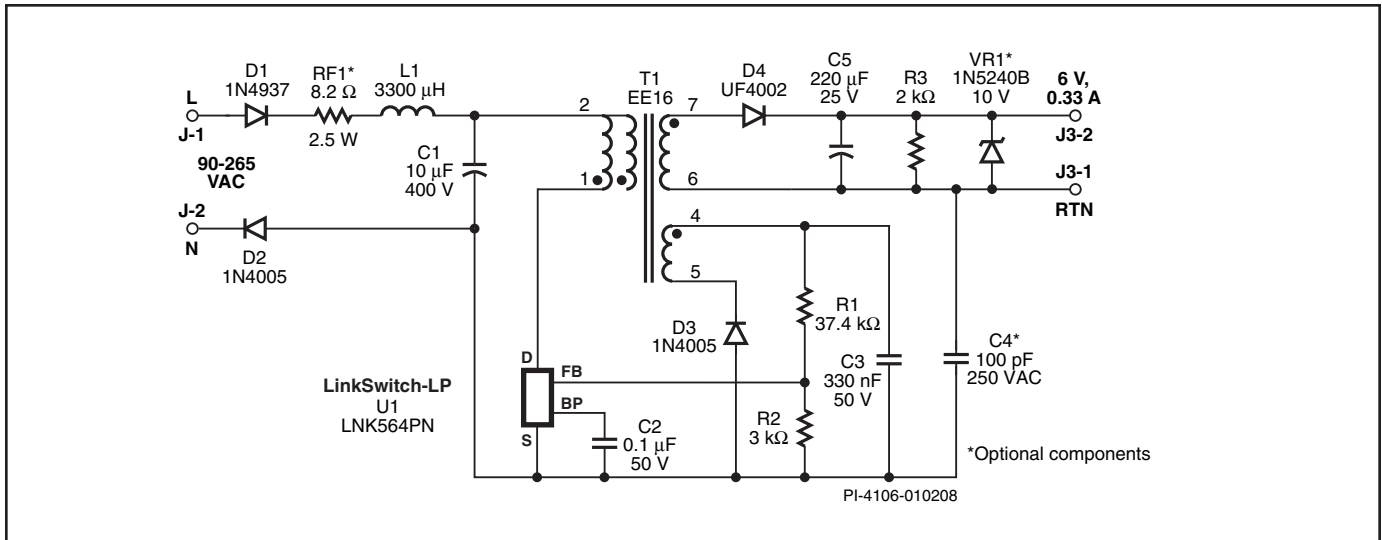 D1
1N4937
RF1*
8.2 Ω
2.5 W
L1
3300 μH
L
J-1
90-265
VAC
J-2
N
D2
1N4005
C1
10 μF
400 V
2
1
T1
EE16
7
6
4
5
D4
UF4002
C5
220 μF
25 V
R3
2 kΩ
VR1*
1N5240B
10 V
6 V,
0.33 A
J3-2
J3-1
RTN
D3
1N4005
R1
37.4 kΩ
C3
330 nF
50 V
R2
3 kΩ
C4*
100 pF
250 VAC
LinkSwitch-LP
U1
LNK564PN
D
FB
BP
S
C2
0.1 μF
50 V
*Optional components
PI-4106-010208